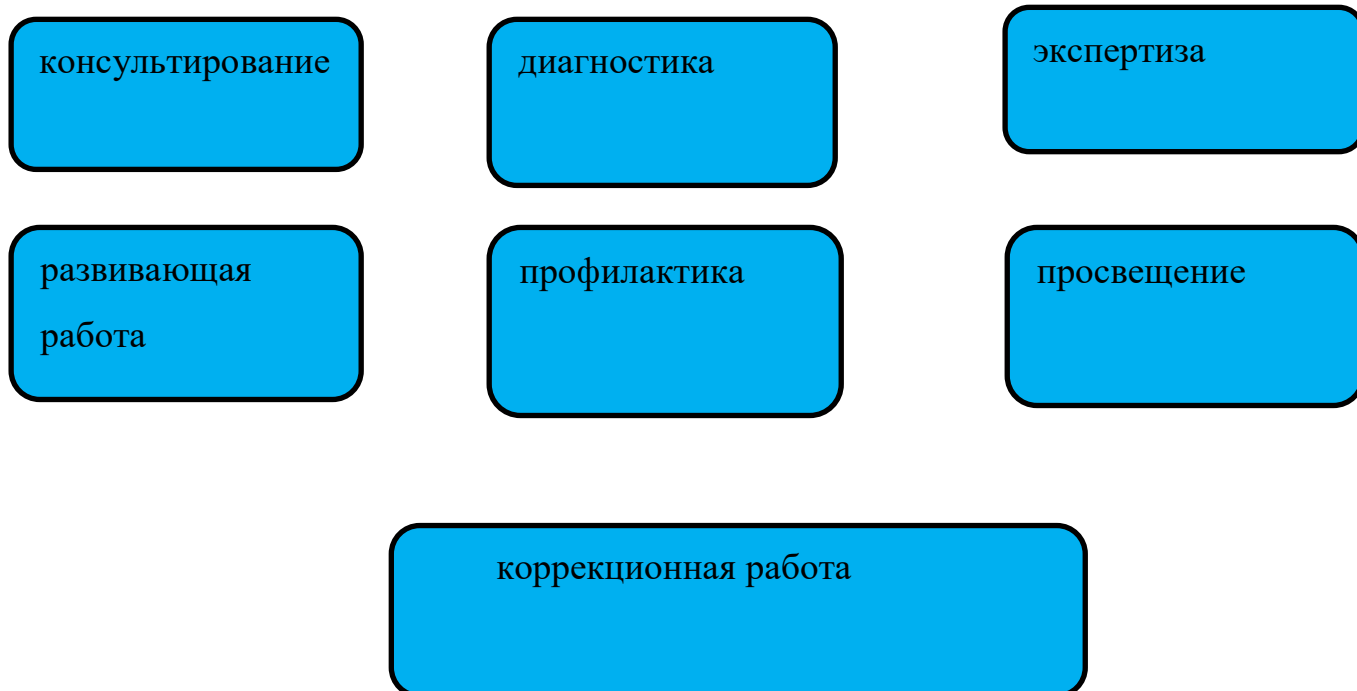 консультирование
диагностика
экспертиза
развивающая
работа
профилактика
просвещение
коррекционная работа